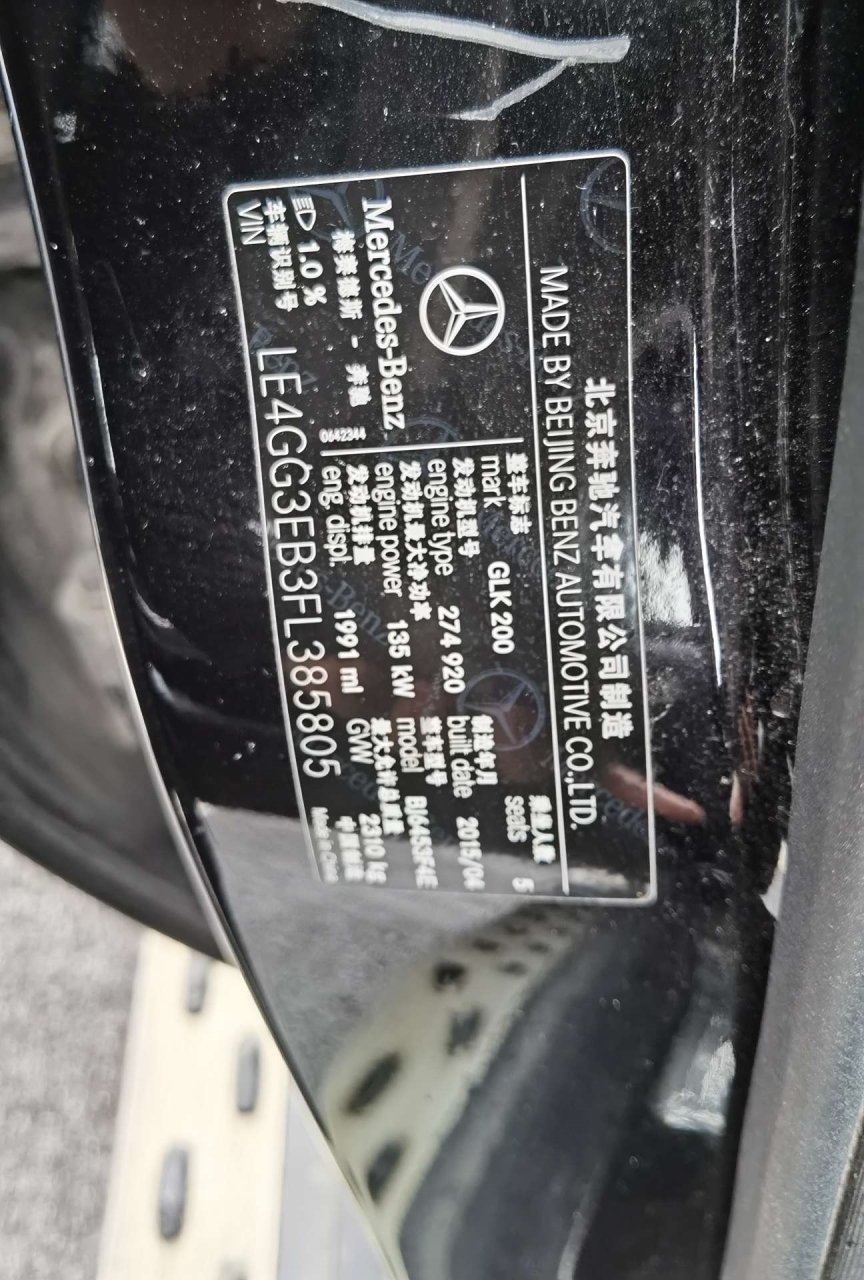 北京奔驰汽车有限公司制造
MADE BY BEIJING BENZ AUTOMOTIVE CO.,LTD.
Mercedes-Benz
梅赛德斯 - 奔驰
1.0 %
0642344
整车标志
mark GLK 200
发动机型号
engine type 274 920
发动机最大净功率
engine power 135 kW
发动机排量
eng. displ. 1991 ml
乘坐人数
seats 5
制造年月
built date 2015/04
整车型号
model BJ6453F4E
最大允许总质量
GVW 2310 kg
车辆识别号
VIN LE4GG3EB3FL385805
中国制造
Made in China